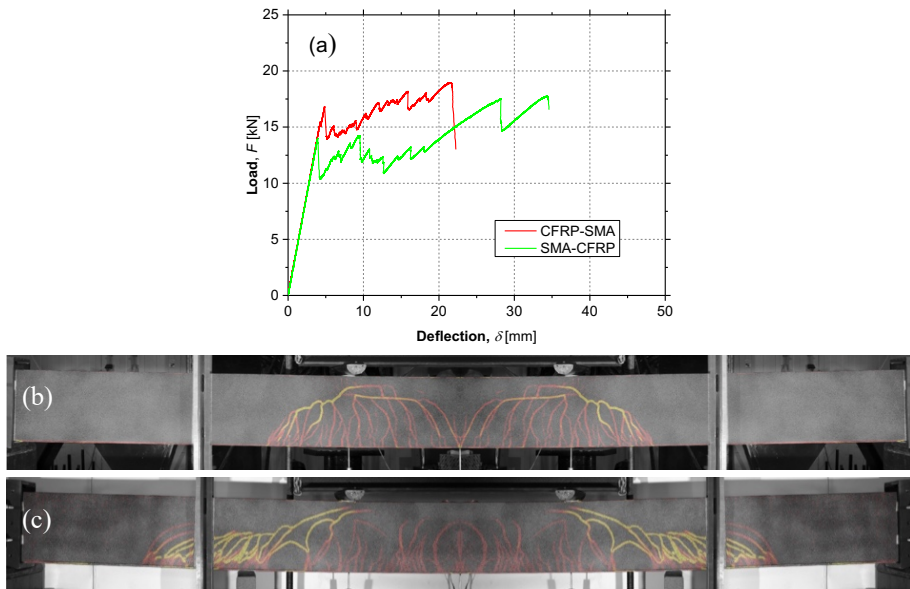 (a)
25
20
15
10
5
0
Load, F [kN]
CFRP-SMA
SMA-CFRP
0 10 20 30 40 50
Deflection, δ [mm]
(b)
(c)